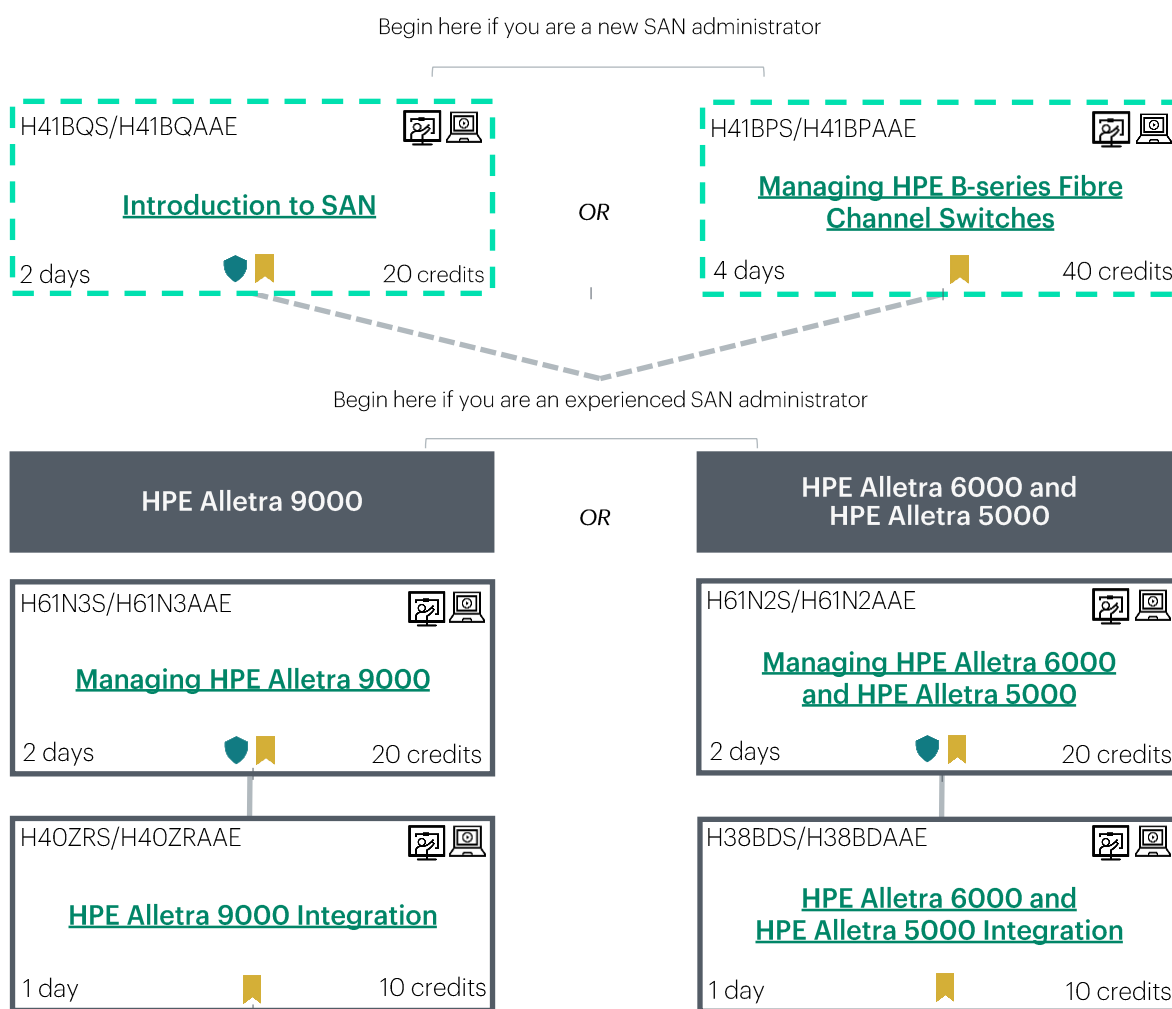 Begin here if you are a new SAN administrator
H41BQS/H41BQAAE
Introduction to SAN
2 days
20 credits
OR
H41BPS/H41BPAAE
Managing HPE B-series Fibre
Channel Switches
4 days
40 credits
Begin here if you are an experienced SAN administrator
HPE Alletra 9000
OR
HPE Alletra 6000 and
HPE Alletra 5000
H61N3S/H61N3AAE
Managing HPE Alletra 9000
2 days
20 credits
H61N2S/H61N2AAE
Managing HPE Alletra 6000
and HPE Alletra 5000
2 days
20 credits
H40ZRS/H40ZRAAE
HPE Alletra 9000 Integration
1 day
10 credits
H38BDS/H38BDAAE
HPE Alletra 6000 and
HPE Alletra 5000 Integration
1 day
10 credits